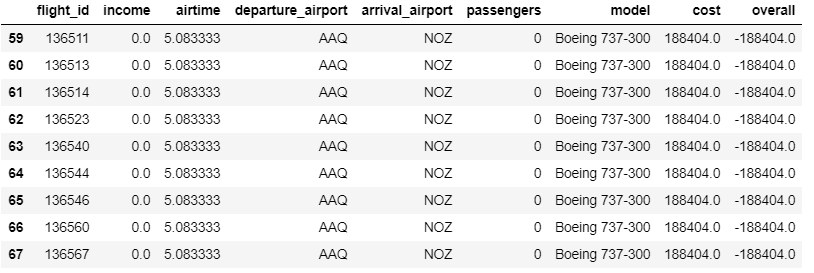 flight_id income airtime departure_airport arrival_airport passengers model cost overall
59 136511 0.0 5.083333 AAQ NOZ 0 Boeing 737-300 188404.0 -188404.0
60 136513 0.0 5.083333 AAQ NOZ 0 Boeing 737-300 188404.0 -188404.0
61 136514 0.0 5.083333 AAQ NOZ 0 Boeing 737-300 188404.0 -188404.0
62 136523 0.0 5.083333 AAQ NOZ 0 Boeing 737-300 188404.0 -188404.0
63 136540 0.0 5.083333 AAQ NOZ 0 Boeing 737-300 188404.0 -188404.0
64 136544 0.0 5.083333 AAQ NOZ 0 Boeing 737-300 188404.0 -188404.0
65 136546 0.0 5.083333 AAQ NOZ 0 Boeing 737-300 188404.0 -188404.0
66 136560 0.0 5.083333 AAQ NOZ 0 Boeing 737-300 188404.0 -188404.0
67 136567 0.0 5.083333 AAQ NOZ 0 Boeing 737-300 188404.0 -188404.0